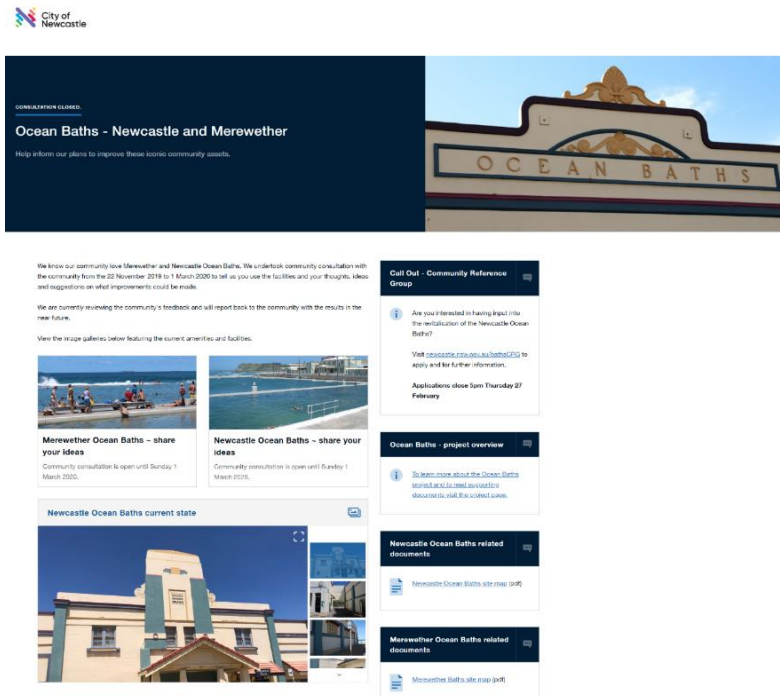 City of
Newcastle
CONSULTATION CLOSED.
Ocean Baths - Newcastle and Merewether
Help inform our plans to improve these iconic community assets.
OCEAN BATHS
We know our community love Merewether and Newcastle Ocean Baths. We undertook community consultation with
the community from the 22 November 2019 to 1 March 2020 to tell us you use the facilities and your thoughts, ideas
and suggestions on what improvements could be made.
We are currently reviewing the community's feedback and will report back to the community with the results in the
near future.
View the image galleries below featuring the current amenities and facilities.
Merewether Ocean Baths ~ share
your ideas
Community consultation is open until Sunday 1
March 2020.
Newcastle Ocean Baths ~ share your
ideas
Community consultation is open until Sunday 1
March 2020.
Newcastle Ocean Baths current state
Call Out - Community Reference
Group
Are you interested in having input into
the revitalisation of the Newcastle Ocean
Baths?
Visit newcastle.nsw.gov.au/bathsCRG to
apply and for further information.
Applications close 5pm Thursday 27
February
Ocean Baths - project overview
To learn more about the Ocean Baths
project and to read supporting
documents visit the project page.
Newcastle Ocean Baths related
documents
Newcastle Ocean Baths site map (pdf)
Merewether Ocean Baths related
documents
Merewether Baths site map (pdf)